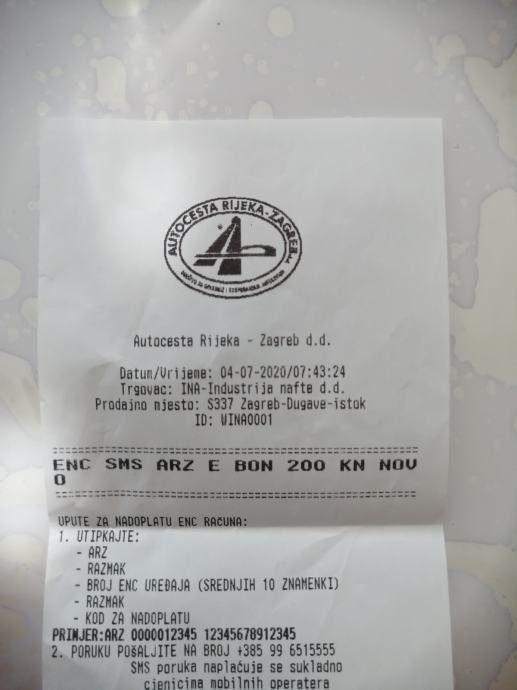 AUTOCESTA RIJEKA-ZAGREB
Autocesta Rijeka - Zagreb d.d.
Datum/Vrijeme: 04-07-2020/07:43:24
Trgovac: INA-Industrija nafte d.d.
Prodajno mjesto: S337 Zagreb-Dugave-istok
ID: WINA0001
ENC SMS ARZ E BON 200 KN NOV
O
UPUTE ZA NADOPLATU ENC RAČUNA:
1. UTIPKAJTE:
- ARZ
- RAZMAK
- BROJ ENC UREĐAJA (SREDNJIH 10 ZNAMENKI)
- RAZMAK
- KOD ZA NADOPLATU
PRIMJER:ARZ 0000012345 12345678912345
2. PORUKU POŠALJITE NA BROJ +385 99 6515555
SMS poruka naplaćuje se sukladno
cjenicima mobilnih operatera